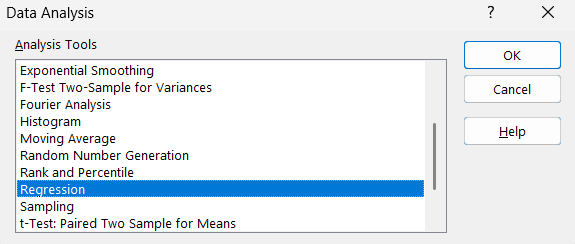 Data Analysis
?
Analysis Tools
Exponential Smoothing
F-Test Two-Sample for Variances
Fourier Analysis
Histogram
Moving Average
Random Number Generation
Rank and Percentile
Regression
Sampling
t-Test: Paired Two Sample for Means
OK
Cancel
Help